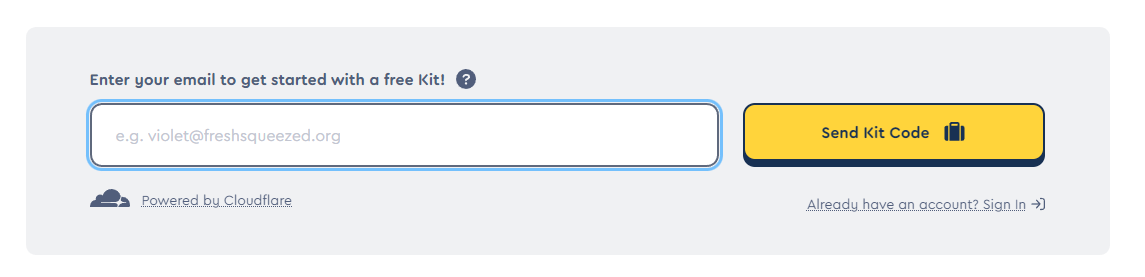 Enter your email to get started with a free Kit! ?
e.g. violet@freshsqueezed.org
Send Kit Code
Powered by Cloudflare
Already have an account? Sign In